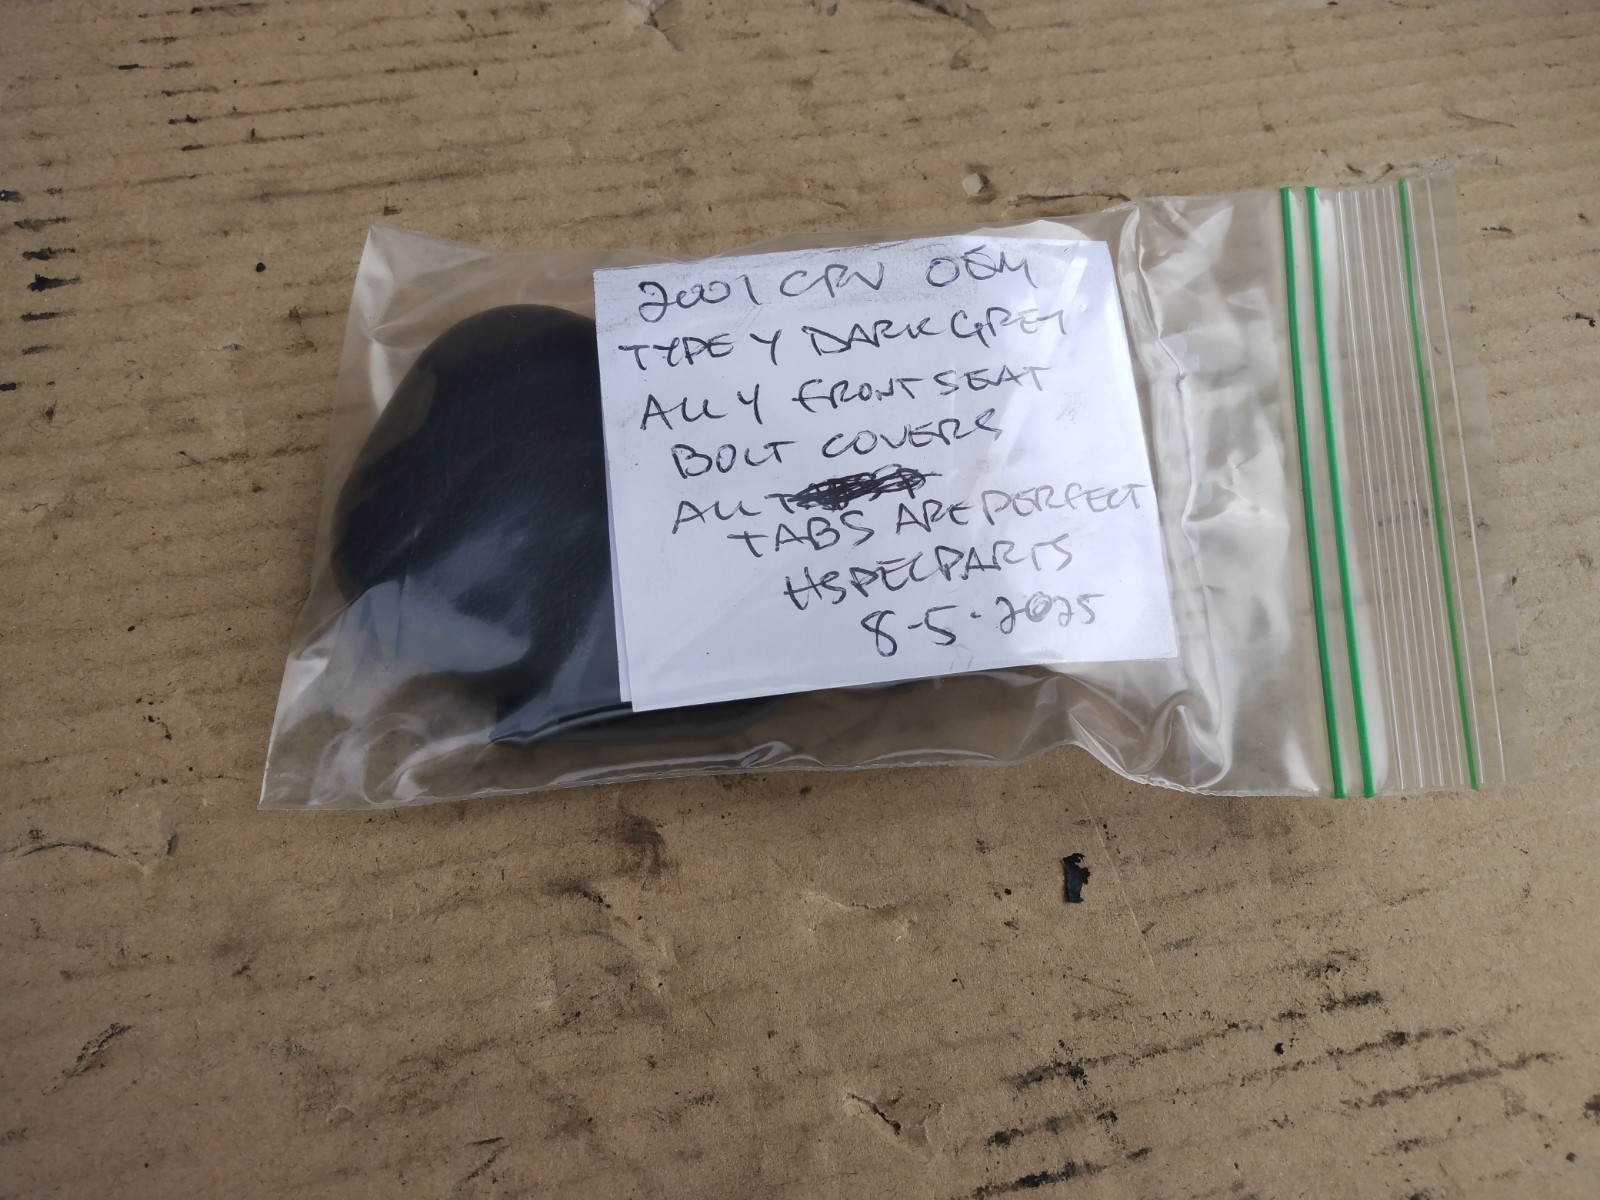 2001 CRV OEM
TYPE Y DARK GREY
ALL 4 FRONT SEAT
BOLT COVERS
ALL
TABS ARE PERFECT
HSPECPARTS
8-5-2025